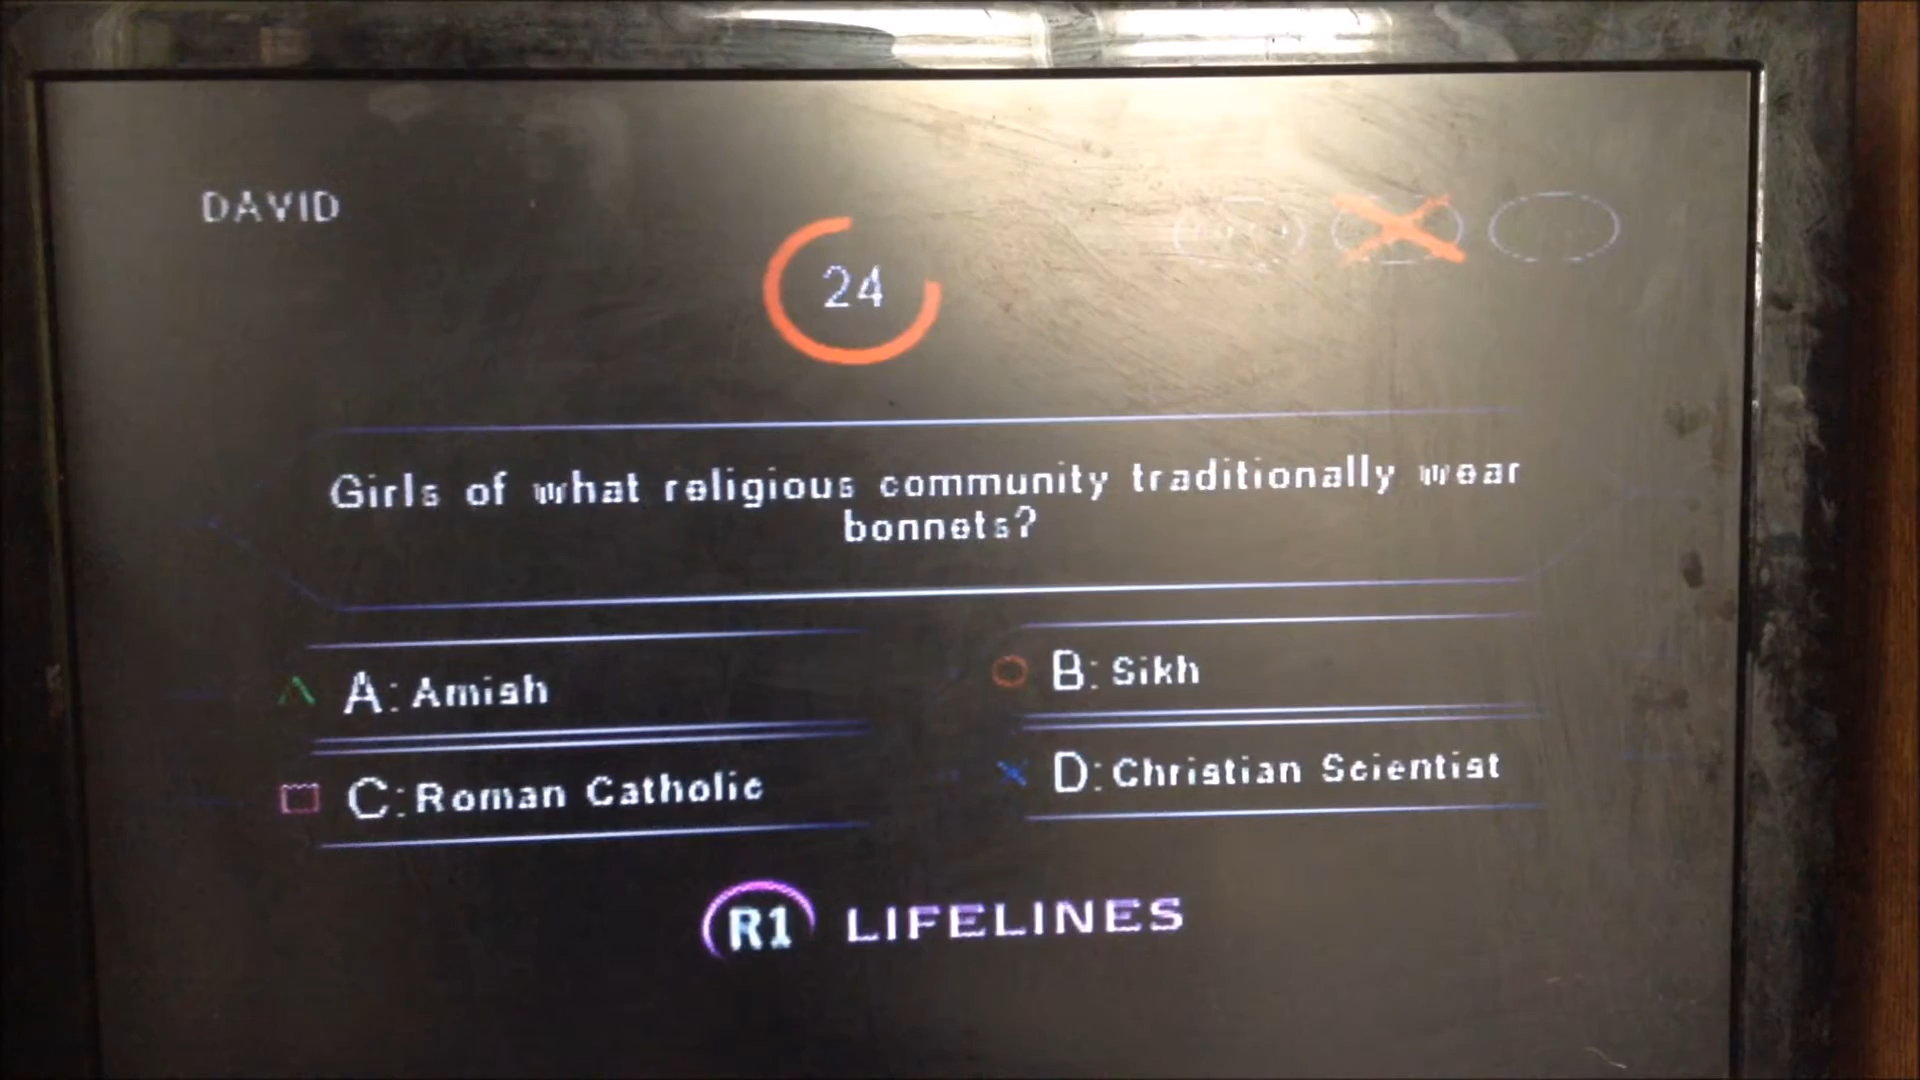 DAVID
24
Girls of what religious community traditionally wear
bonnets?
A: Amish
B: Sikh
C: Roman Catholic
D: Christian Scientist
R1 LIFELINES